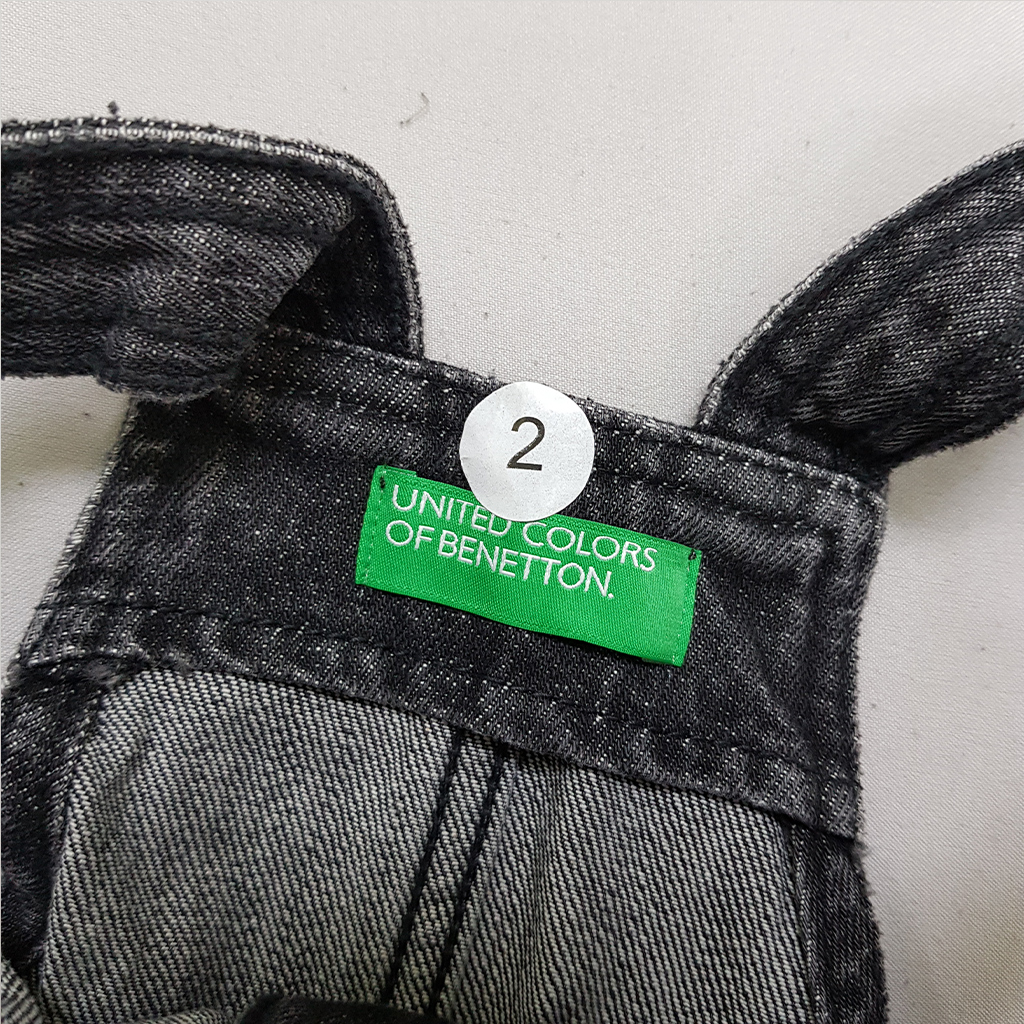 2
UNITED COLORS
OF BENETTON.